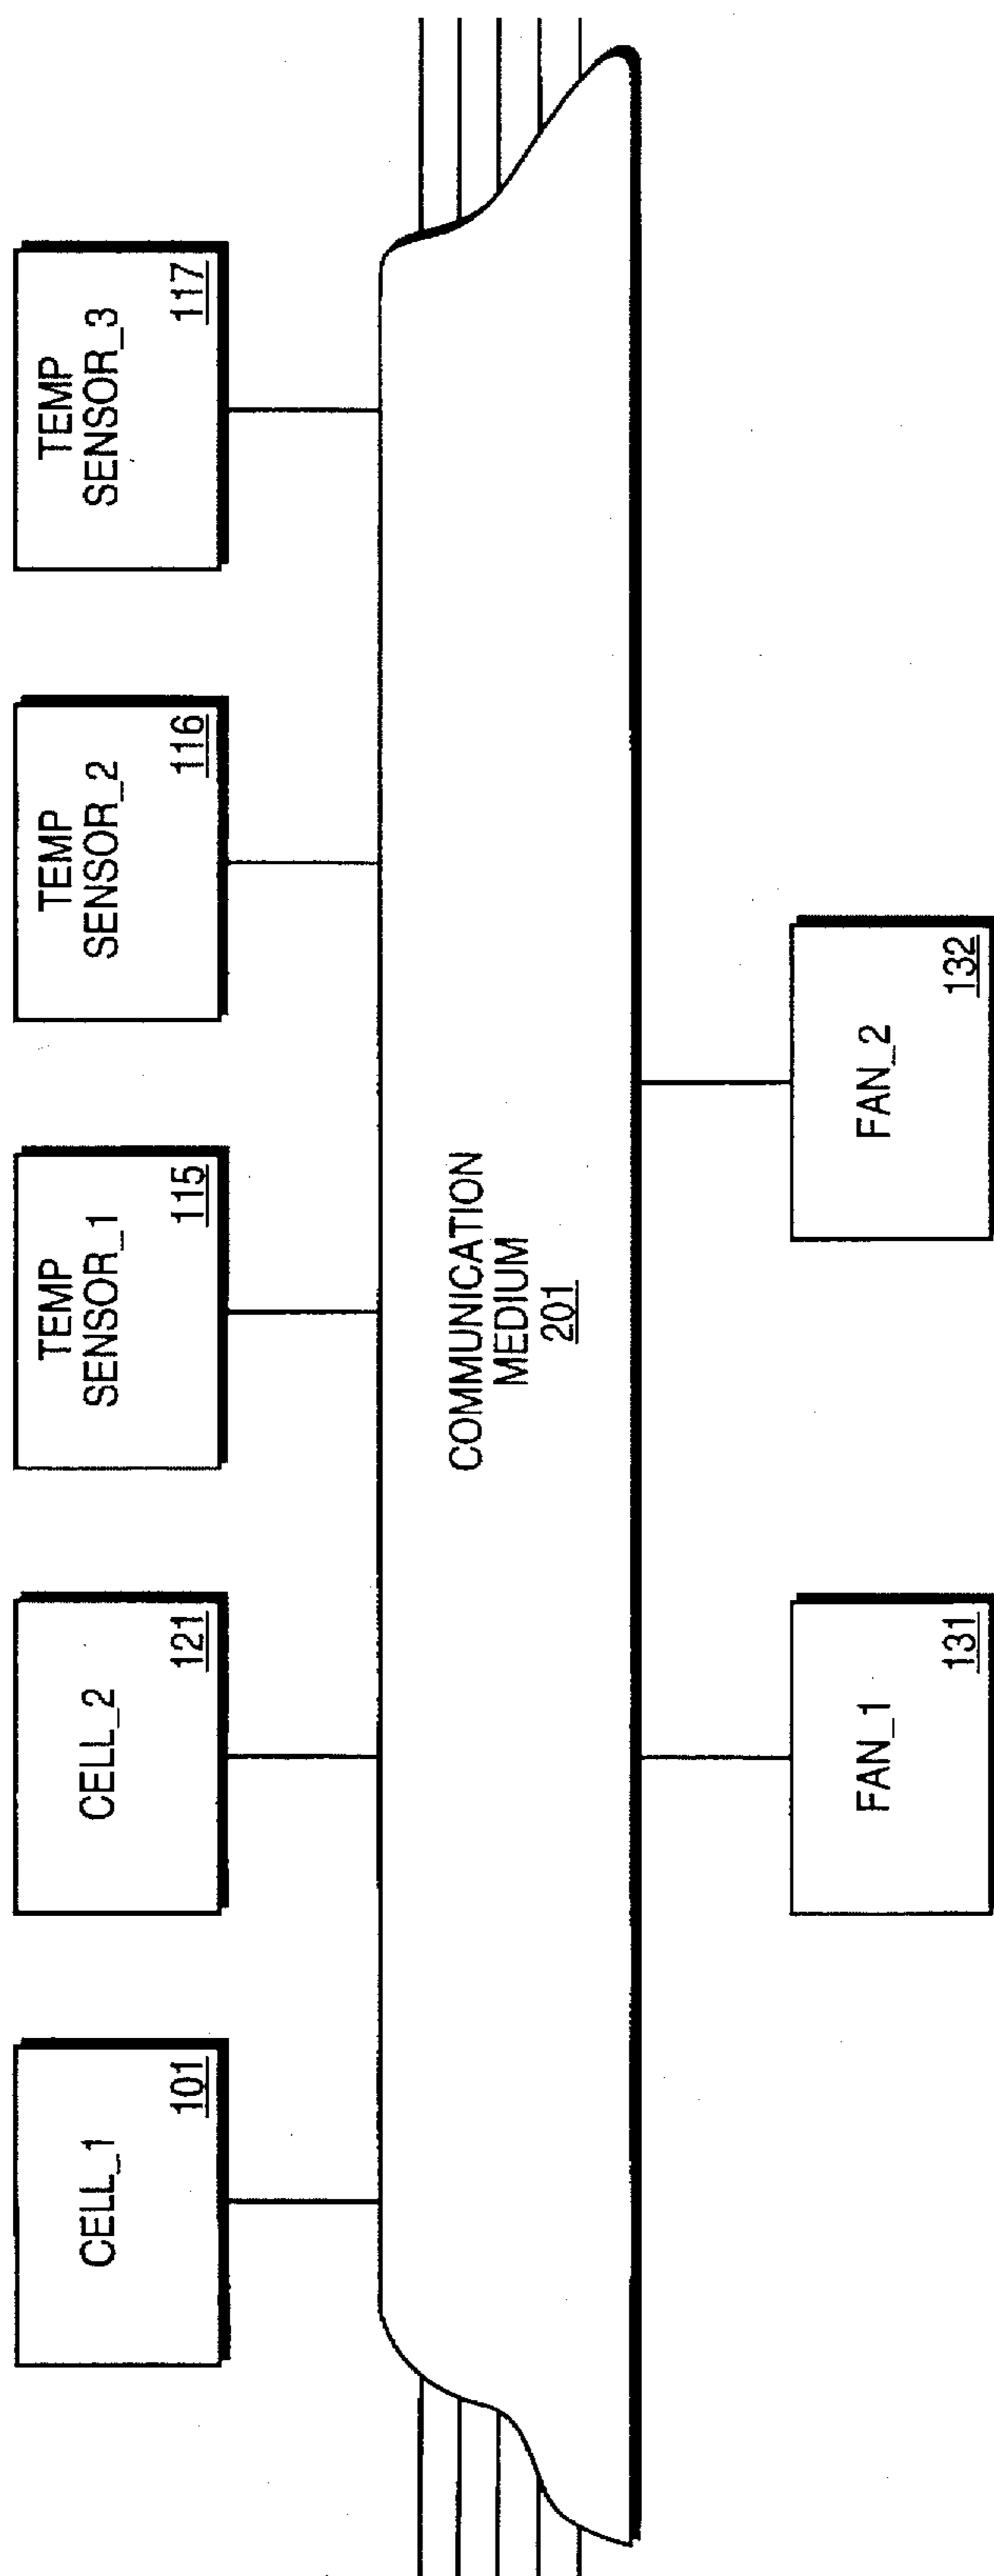 CELL_1
101
CELL_2
121
TEMP
SENSOR_1
115
TEMP
SENSOR_2
116
TEMP
SENSOR_3
117
COMMUNICATION
MEDIUM
201
FAN_1
131
FAN_2
132